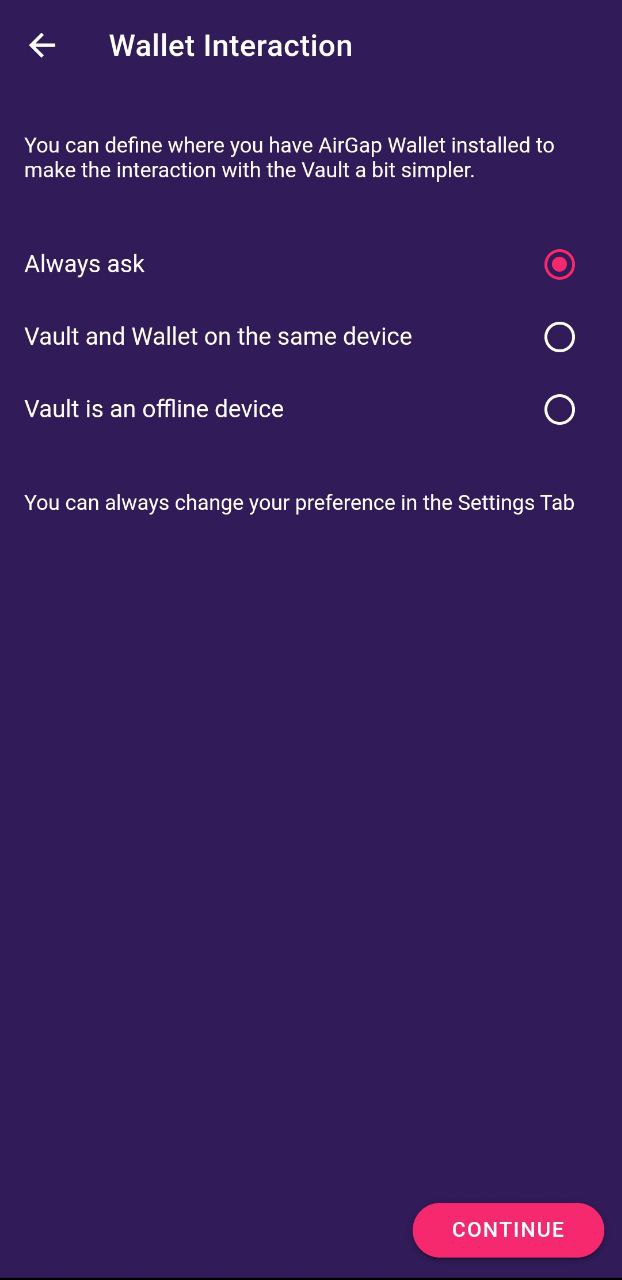 Wallet Interaction
You can define where you have AirGap Wallet installed to
make the interaction with the Vault a bit simpler.
Always ask
Vault and Wallet on the same device
Vault is an offline device
You can always change your preference in the Settings Tab
CONTINUE